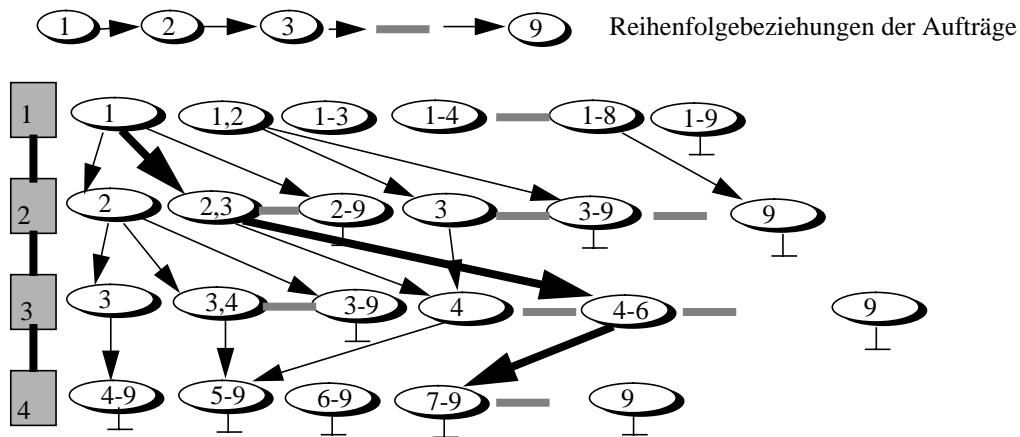 1 2 3 9 Reihenfolgebeziehungen der Aufträge
1 1 1,2 1-3 1-4 1-8 1-9
2 2 2,3 2-9 3 3-9 9
3 3 3,4 3-9 4 4-6 9
4 4-9 5-9 6-9 7-9 9